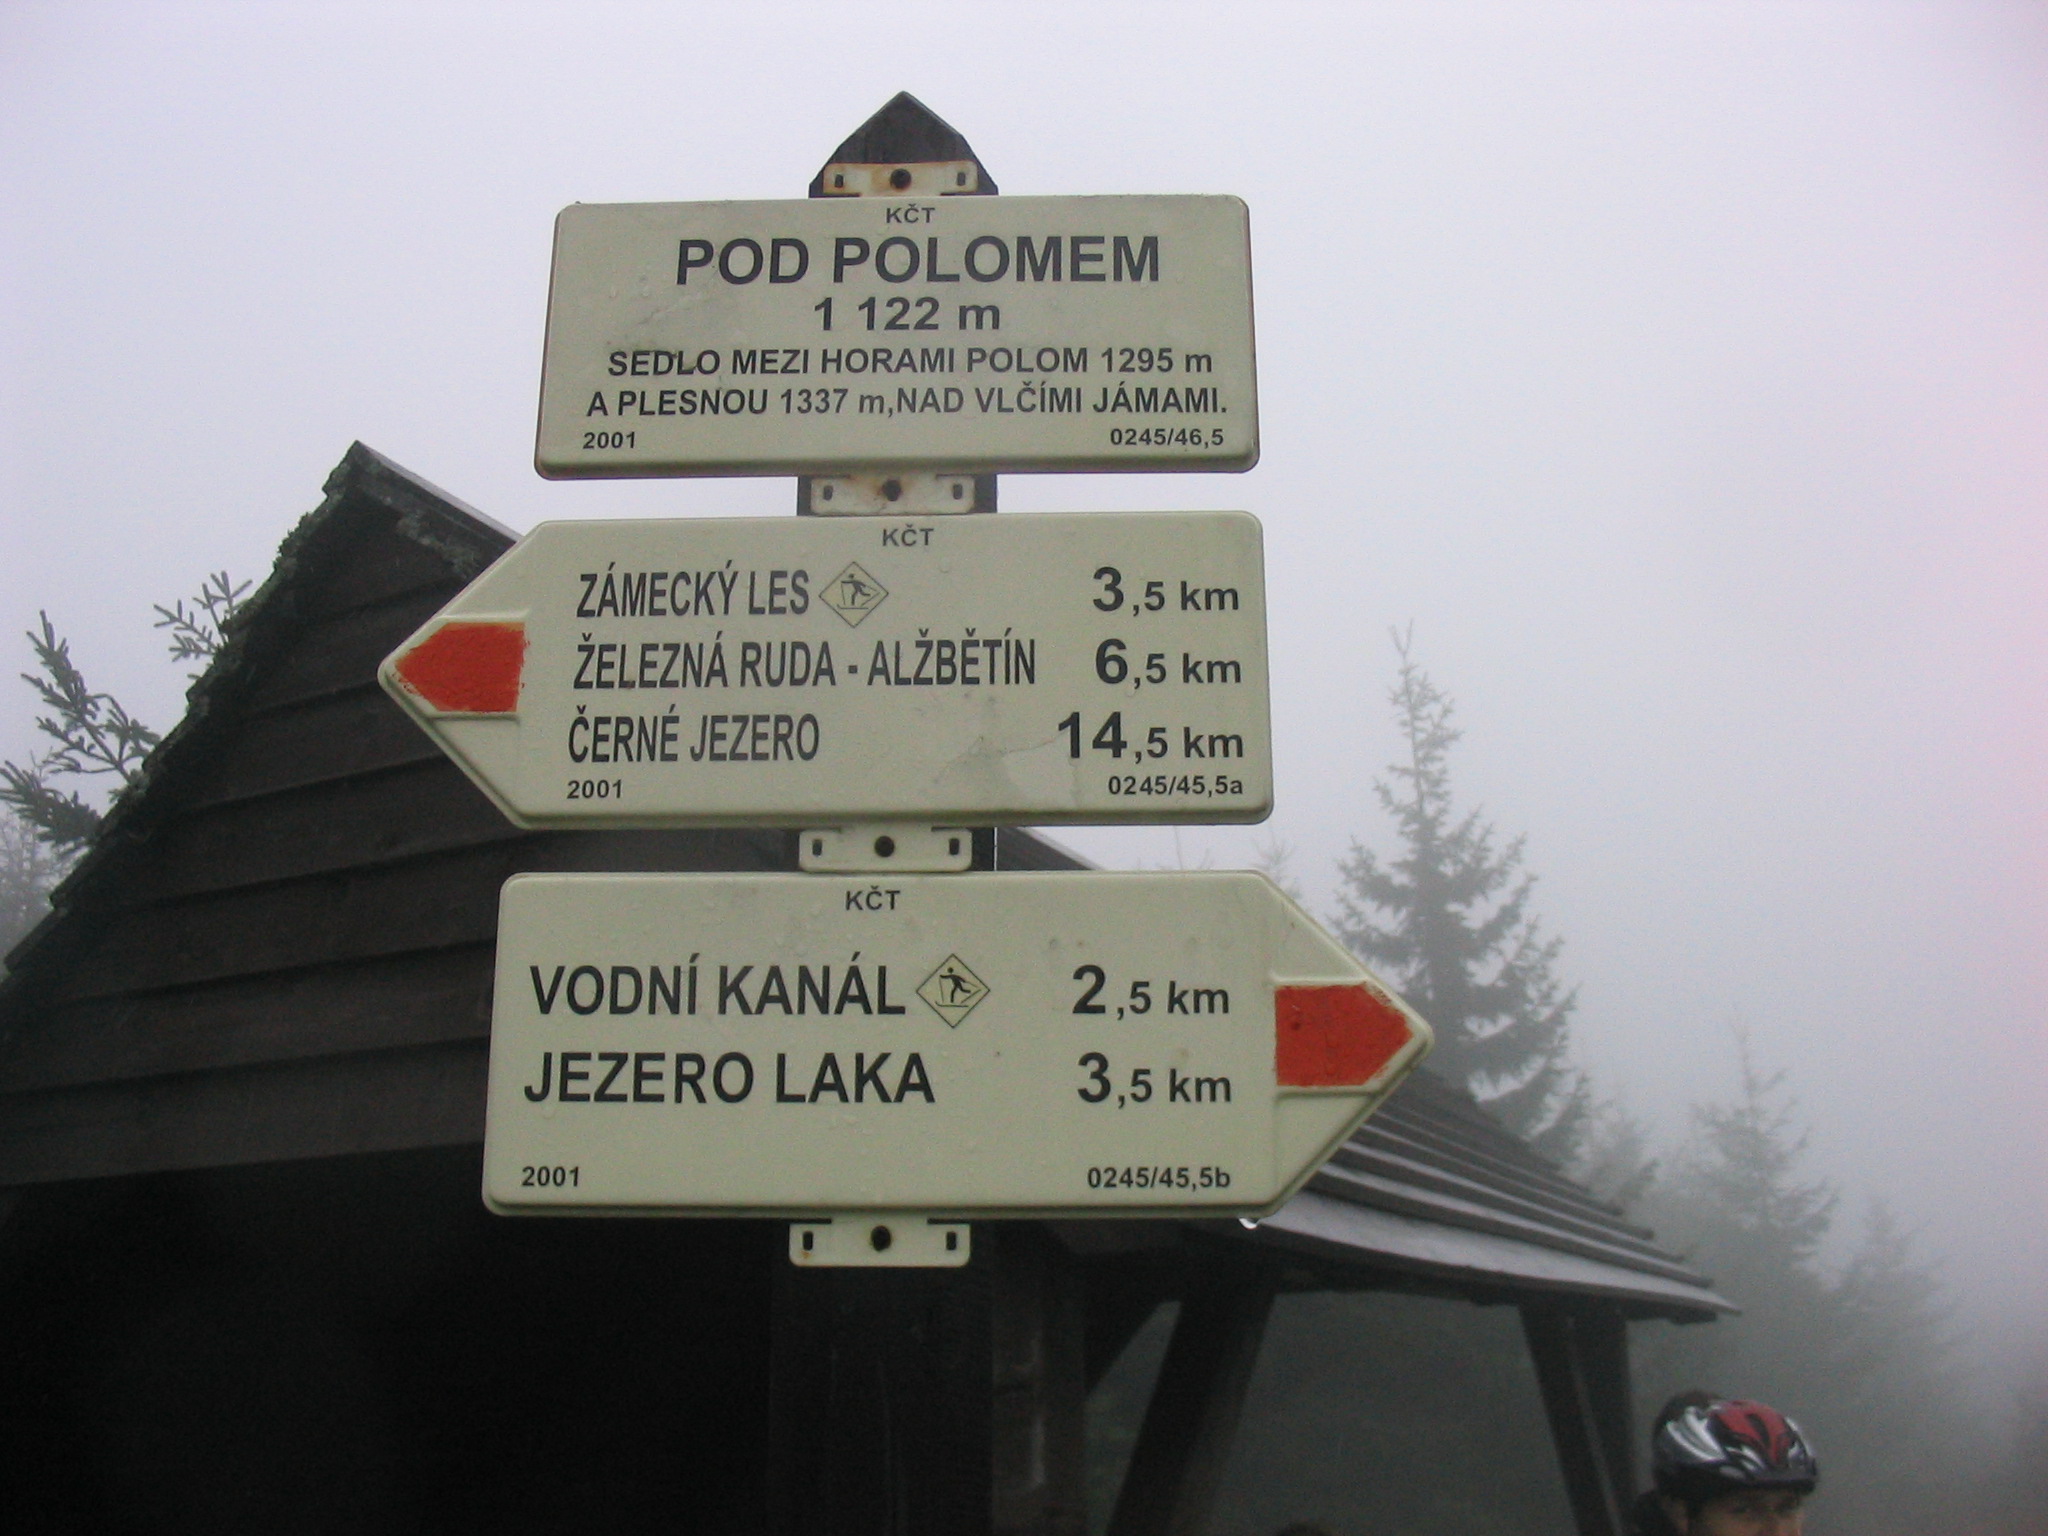 KČT
POD POLOMEM
1 122 m
SEDLO MEZI HORAMI POLOM 1295 m
A PLESNOU 1337 m,NAD VLČÍMI JÁMAMI.
2001 0245/46,5
KČT
ZÁMECKÝ LES 3,5 km
ŽELEZNÁ RUDA - ALŽBĚTÍN 6,5 km
ČERNÉ JEZERO 14,5 km
2001 0245/45,5a
KČT
VODNÍ KANÁL 2,5 km
JEZERO LAKA 3,5 km
2001 0245/45,5b